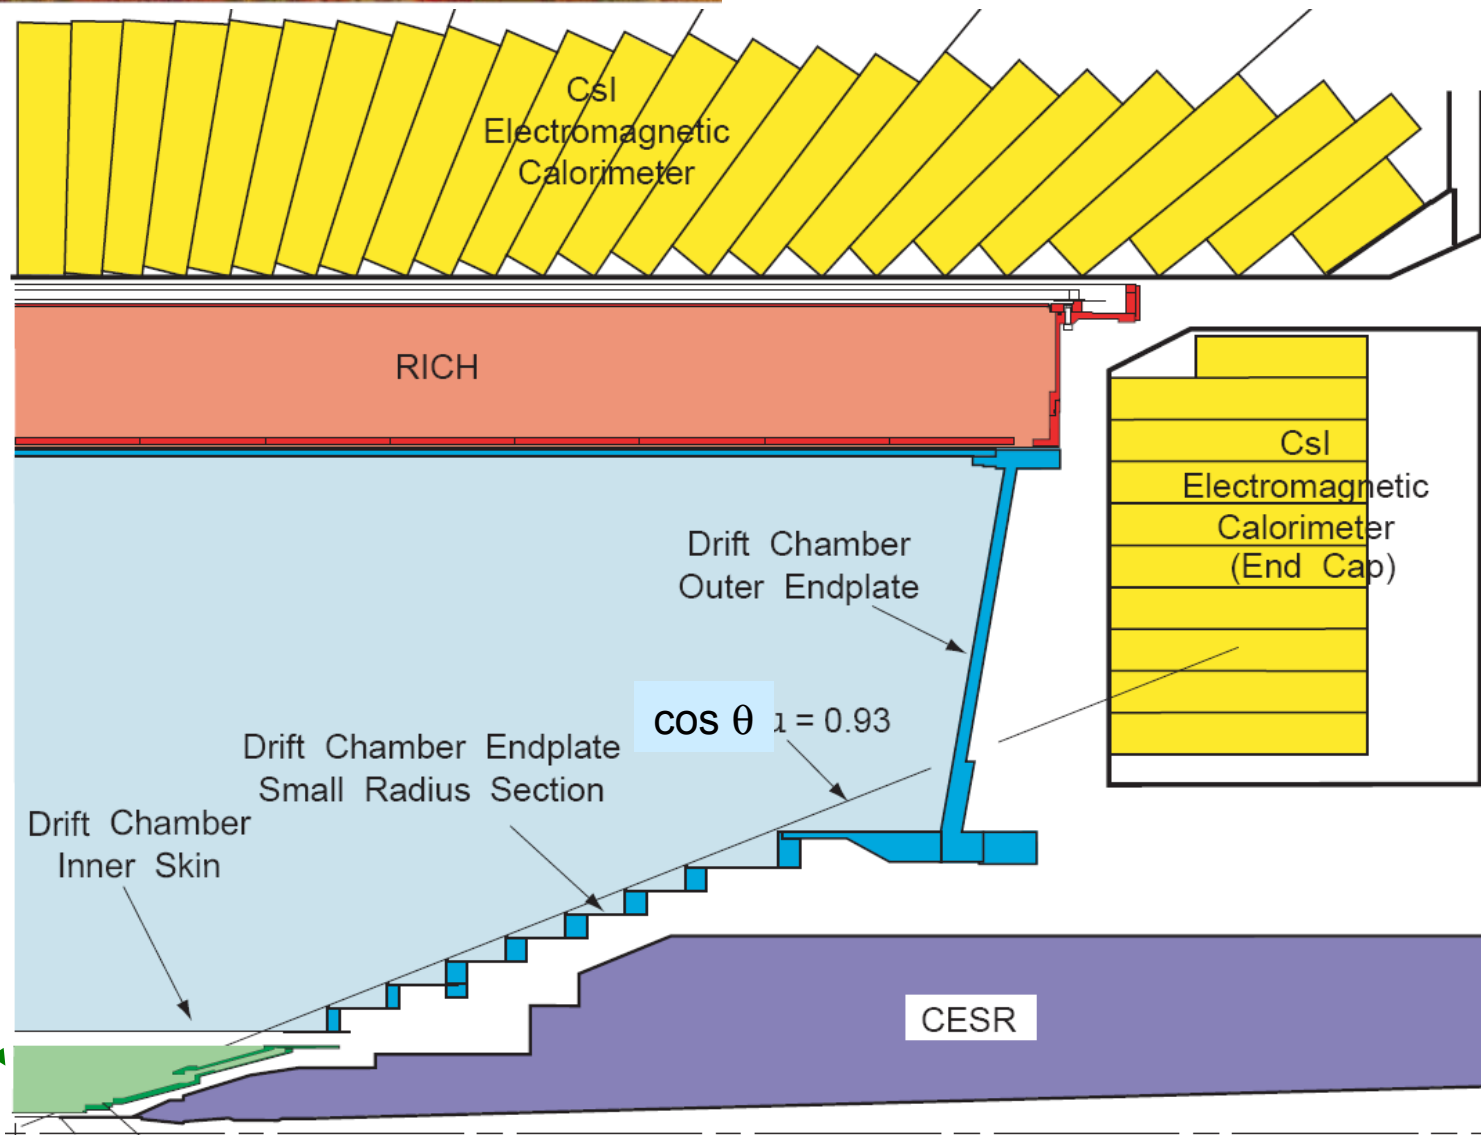 CsI
Electromagnetic
Calorimeter
RICH
CsI
Electromagnetic
Calorimeter
(End Cap)
Drift Chamber
Outer Endplate
cos θ = 0.93
Drift Chamber Endplate
Small Radius Section
Drift Chamber
Inner Skin
CESR